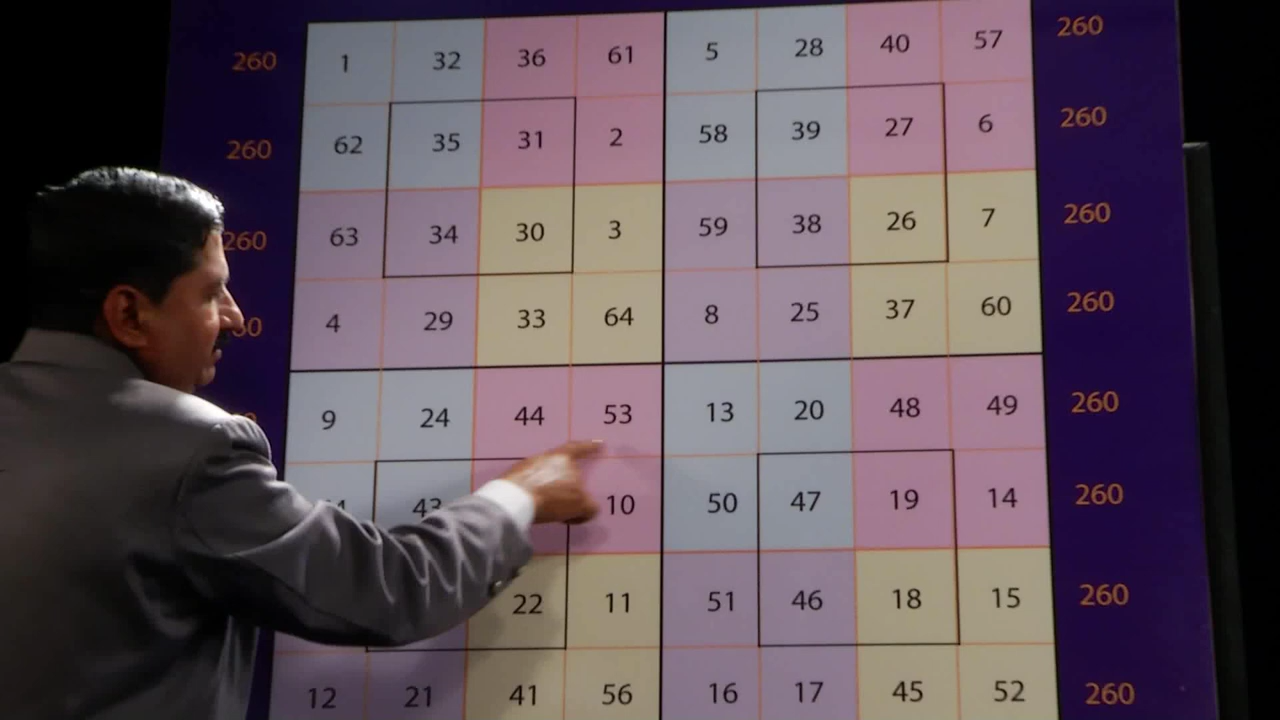 260 1 32 36 61 5 28 40 57 260
260 62 35 31 2 58 39 27 6 260
260 63 34 30 3 59 38 26 7 260
4 29 33 64 8 25 37 60 260
9 24 44 53 13 20 48 49 260
43 10 50 47 19 14 260
22 11 51 46 18 15 260
12 21 41 56 16 17 45 52 260